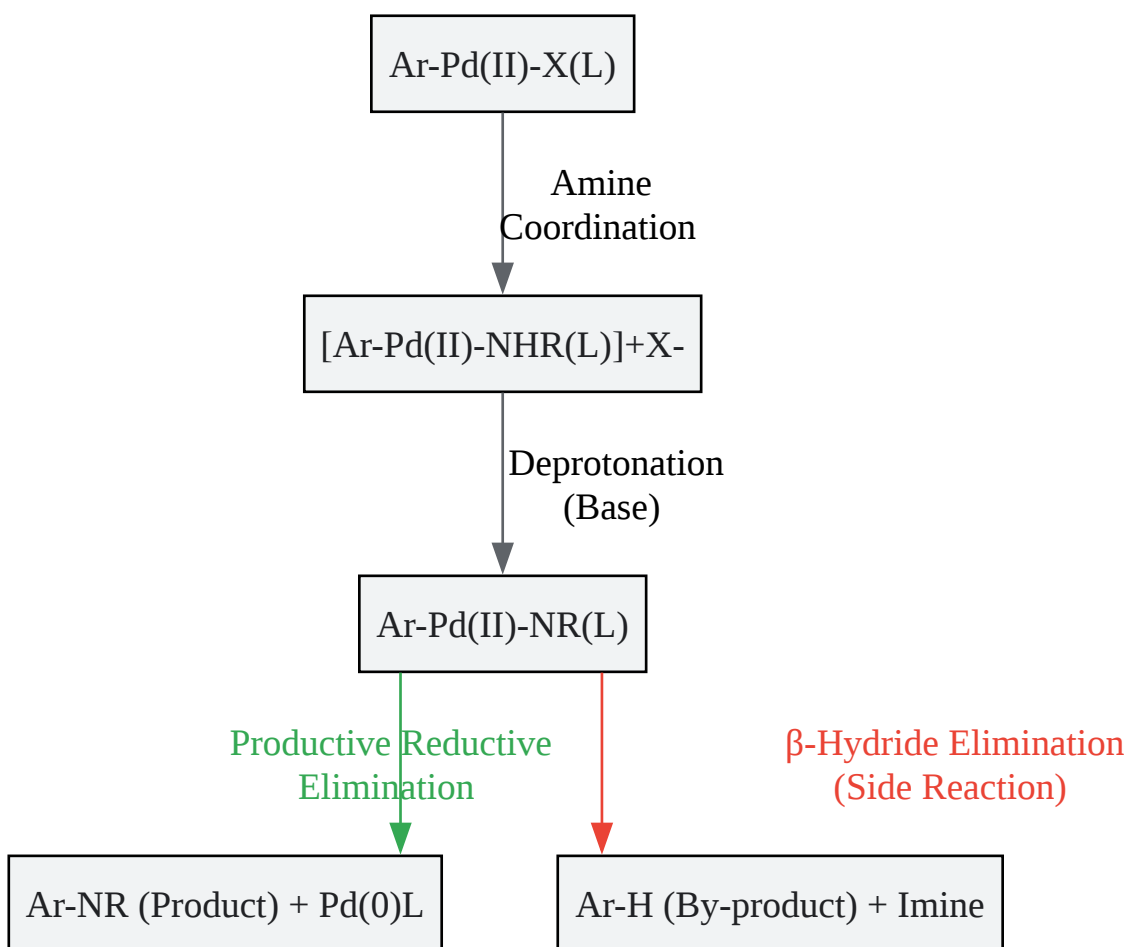 Ar-Pd(II)-X(L)
Amine
Coordination
[Ar-Pd(II)-NHR(L)]+X-
Deprotonation
(Base)
Ar-Pd(II)-NR(L)
Productive Reductive
Elimination
β-Hydride Elimination
(Side Reaction)
Ar-NR (Product) + Pd(0)L
Ar-H (By-product) + Imine